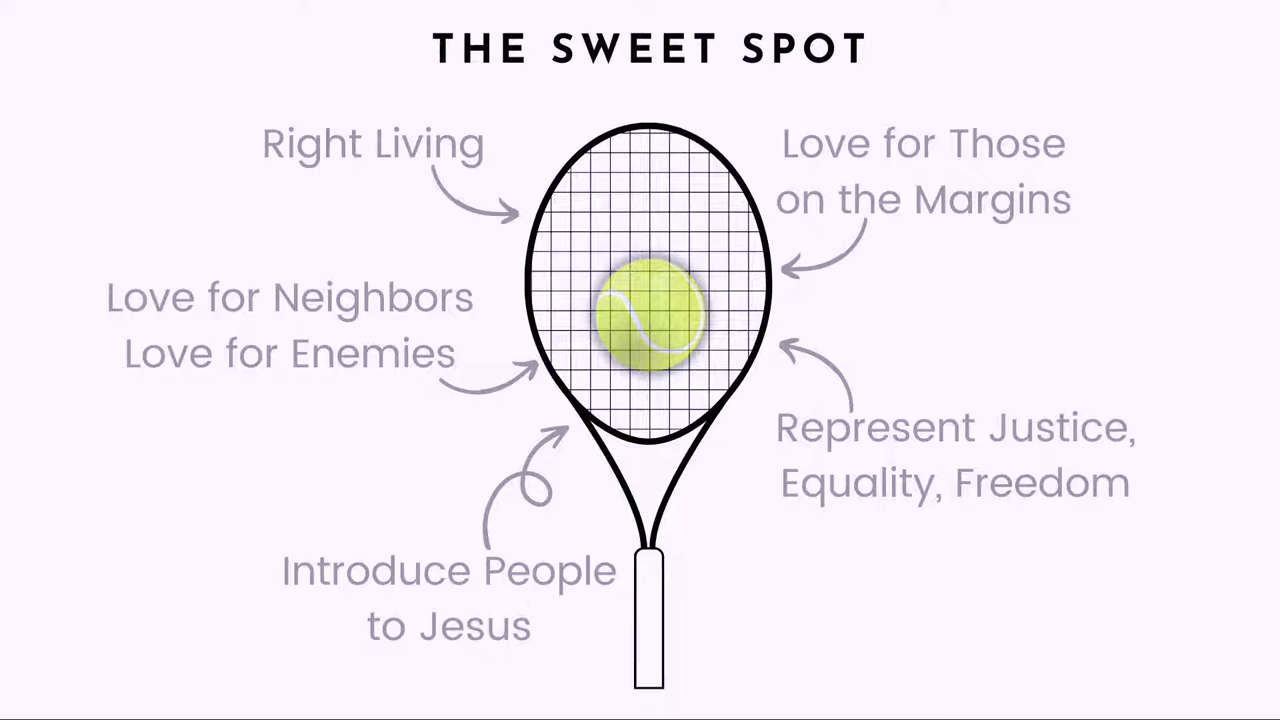 THE SWEET SPOT
Right Living
Love for Those
on the Margins
Love for Neighbors
Love for Enemies
Represent Justice,
Equality, Freedom
Introduce People
to Jesus